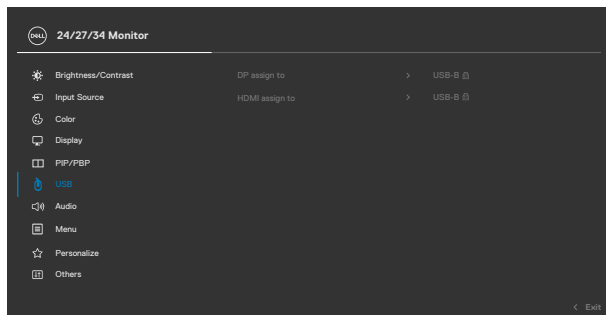 DELL 24/27/34 Monitor
Brightness/Contrast DP assign to > USB-B
Input Source HDMI assign to > USB-B
Color
Display
PIP/PBP
USB
Audio
Menu
Personalize
Others
< Exit